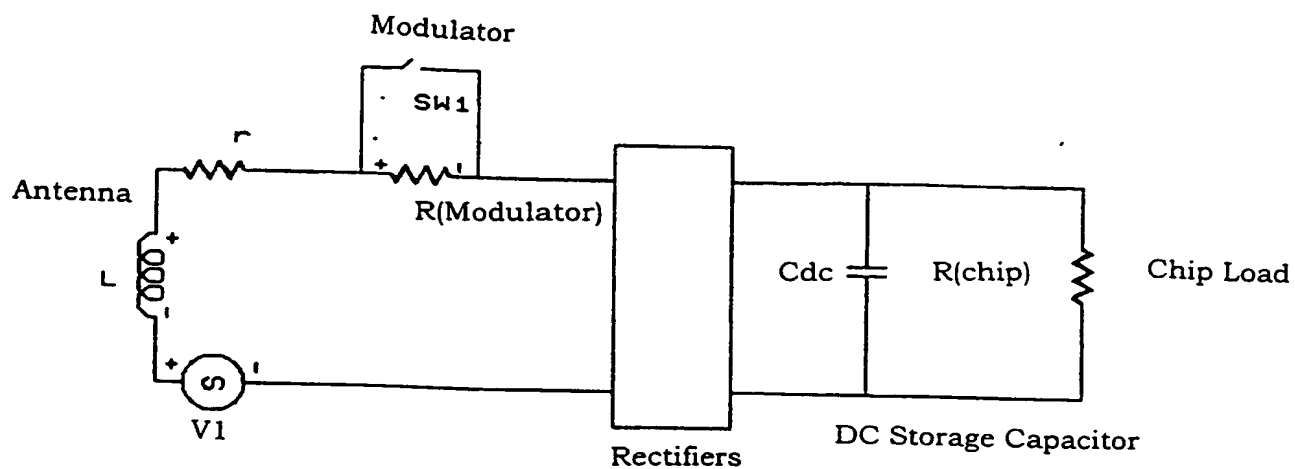 Modulator
SW1
r
Antenna
+ -
R(Modulator)
+
L
Cdc
R(chip)
Chip Load
-
+ -
S
V1
DC Storage Capacitor
Rectifiers